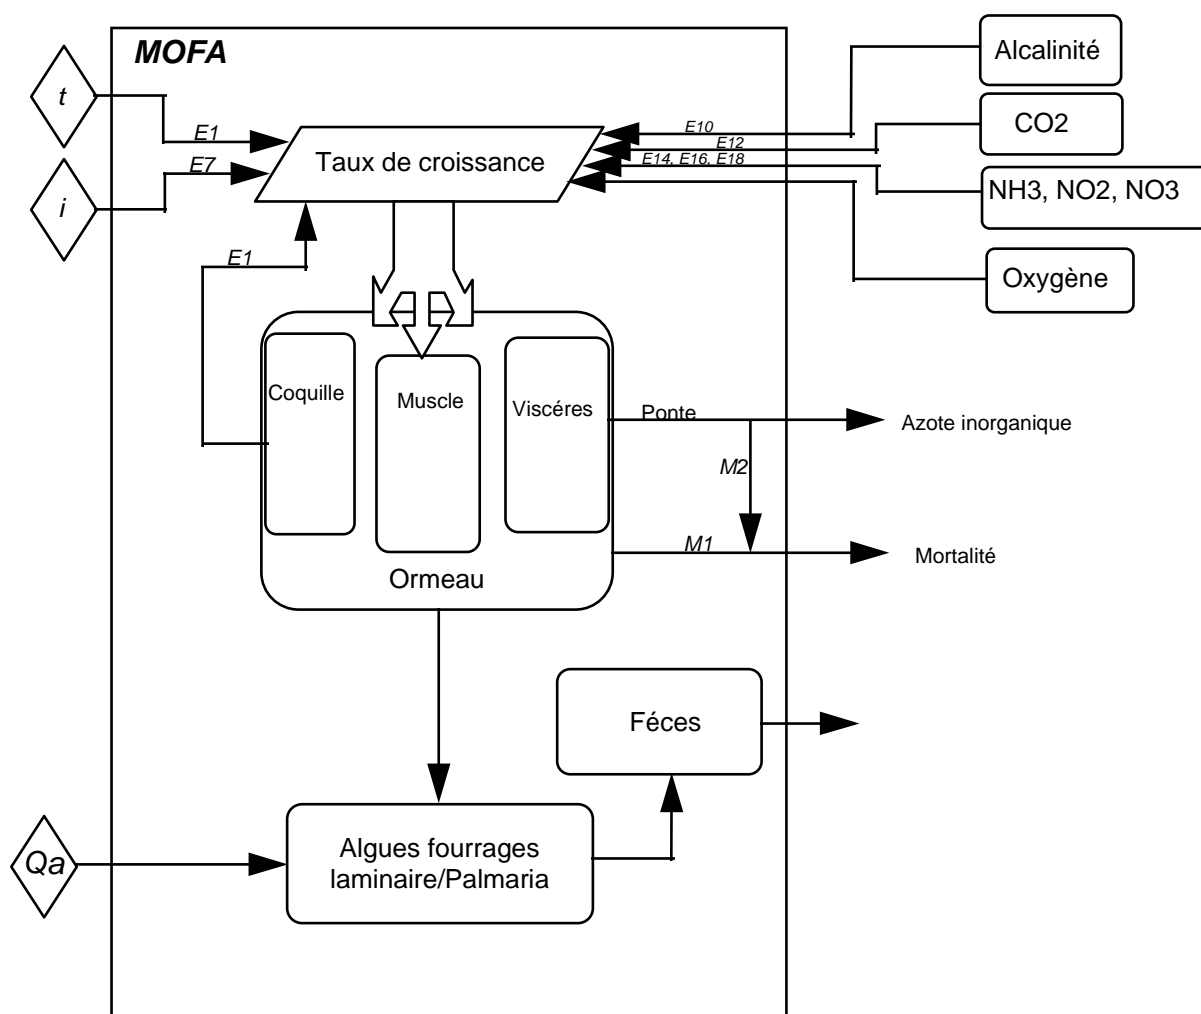 MOFA
t
i
E1
E7
Taux de croissance
E10
E12
E14, E16, E18
Alcalinité
CO2
NH3, NO2, NO3
Oxygène
E1
Coquille
Muscle
Viscéres
Ponte
Azote inorganique
M2
M1
Mortalité
Ormeau
Féces
Qa
Algues fourrages
laminaire/Palmaria